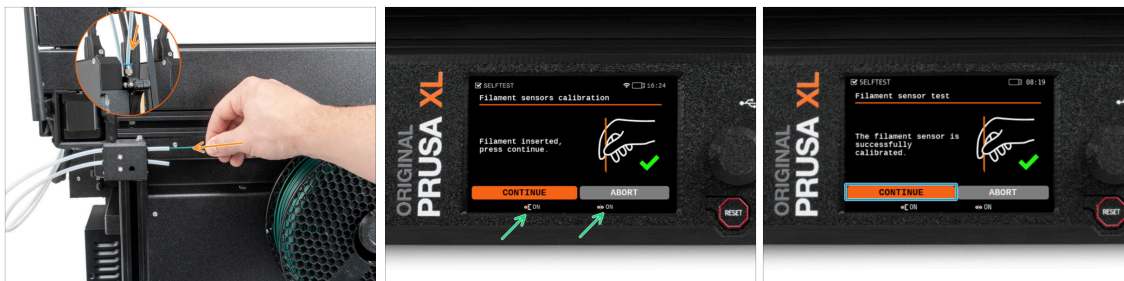 ORIGINAL
PRUSA XL
SELFTEST
16:24
Filament sensors calibration
Filament inserted,
press continue.
CONTINUE
ABORT
ON
ON
RESET
ORIGINAL
PRUSA XL
SELFTEST
08:19
Filament sensor test
The filament sensor is
successfully
calibrated.
CONTINUE
ABORT
ON
ON
RESET